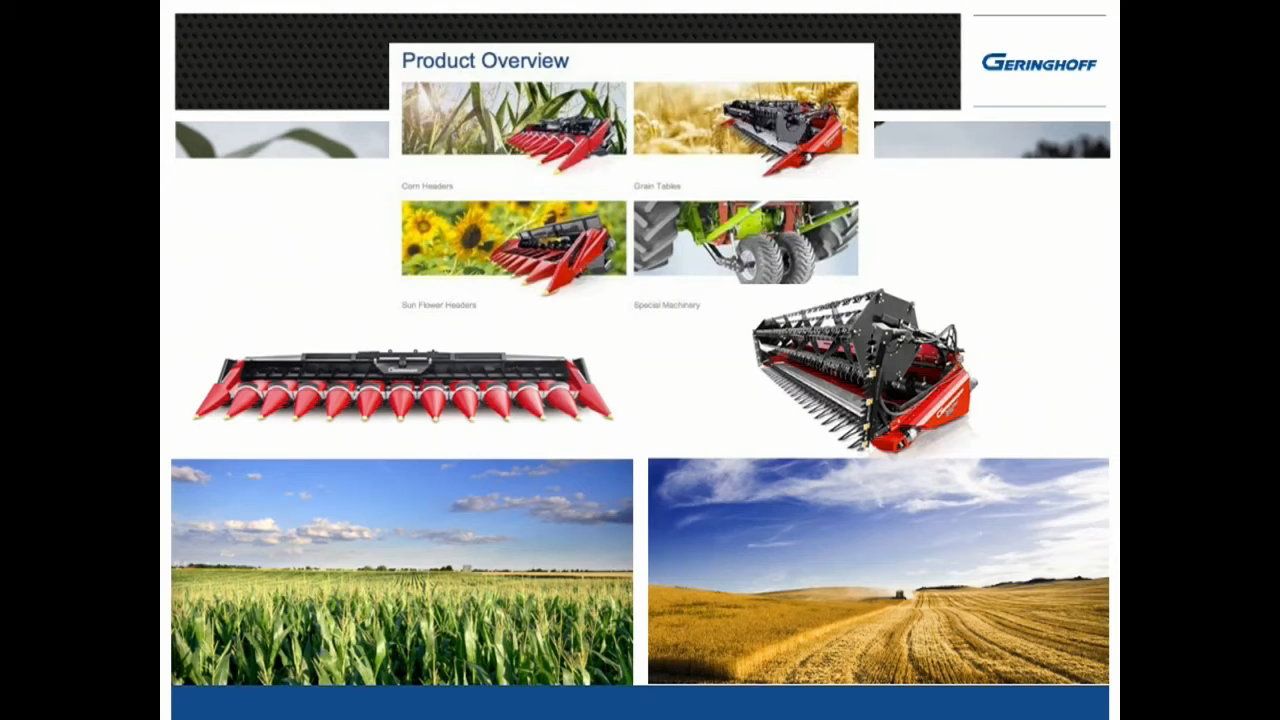 Product Overview
GERINGHOFF
Corn Headers
Grain Tables
Sun Flower Headers
Special Machinery